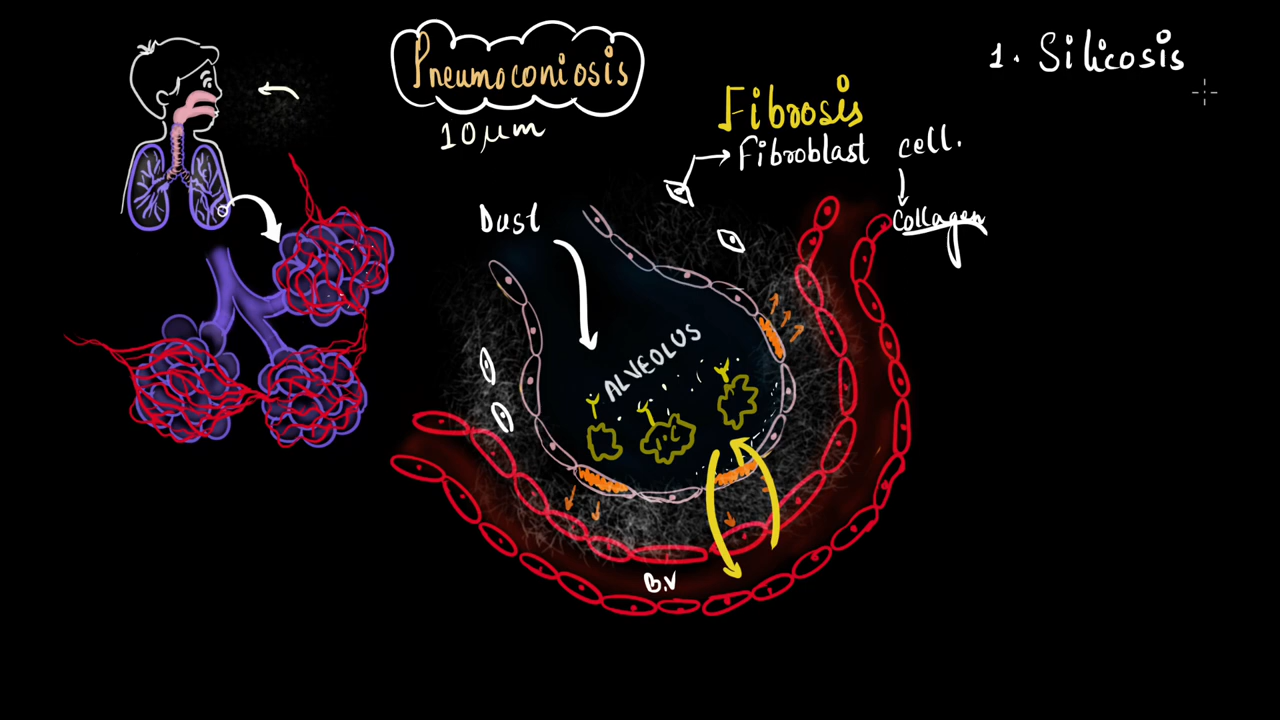 Pneumoconiosis
10 µm
1. Silicosis
Fibrosis
Fibroblast cell.
Collagen
Dust
ALVEOLUS
B.V